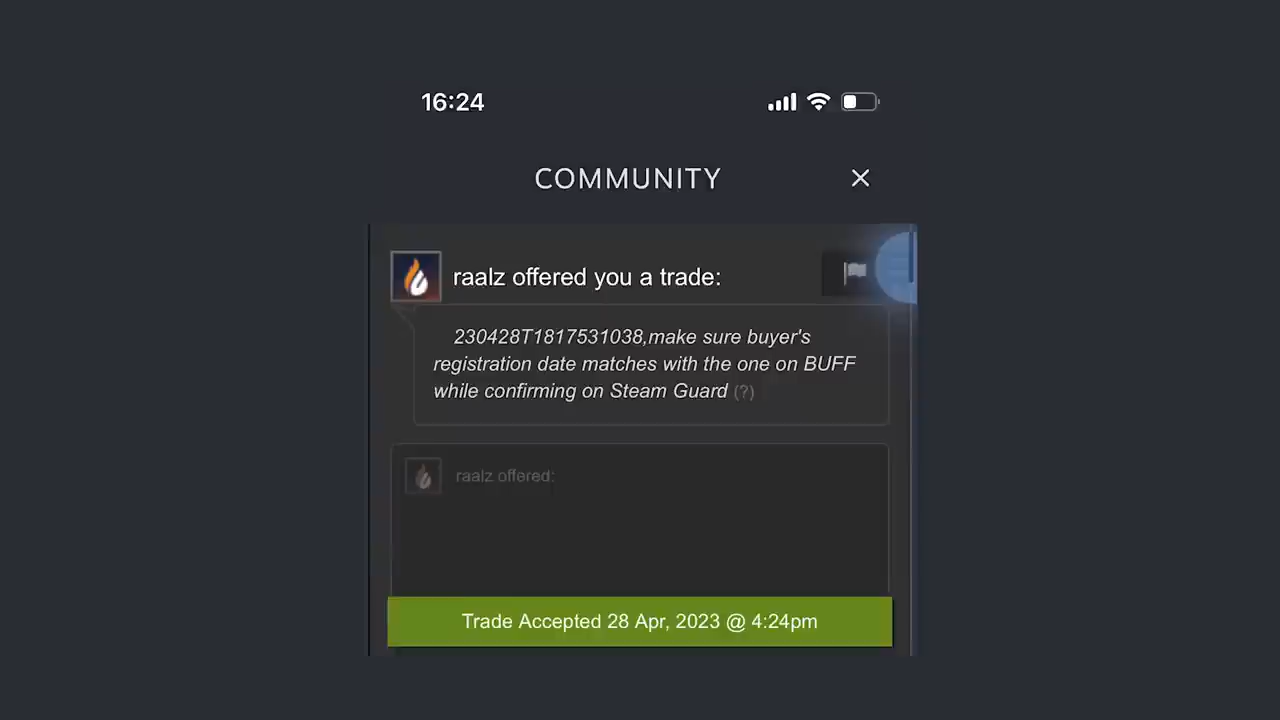 16:24
COMMUNITY
raalz offered you a trade:
230428T1817531038,make sure buyer's
registration date matches with the one on BUFF
while confirming on Steam Guard (?)
raalz offered:
Trade Accepted 28 Apr, 2023 @ 4:24pm